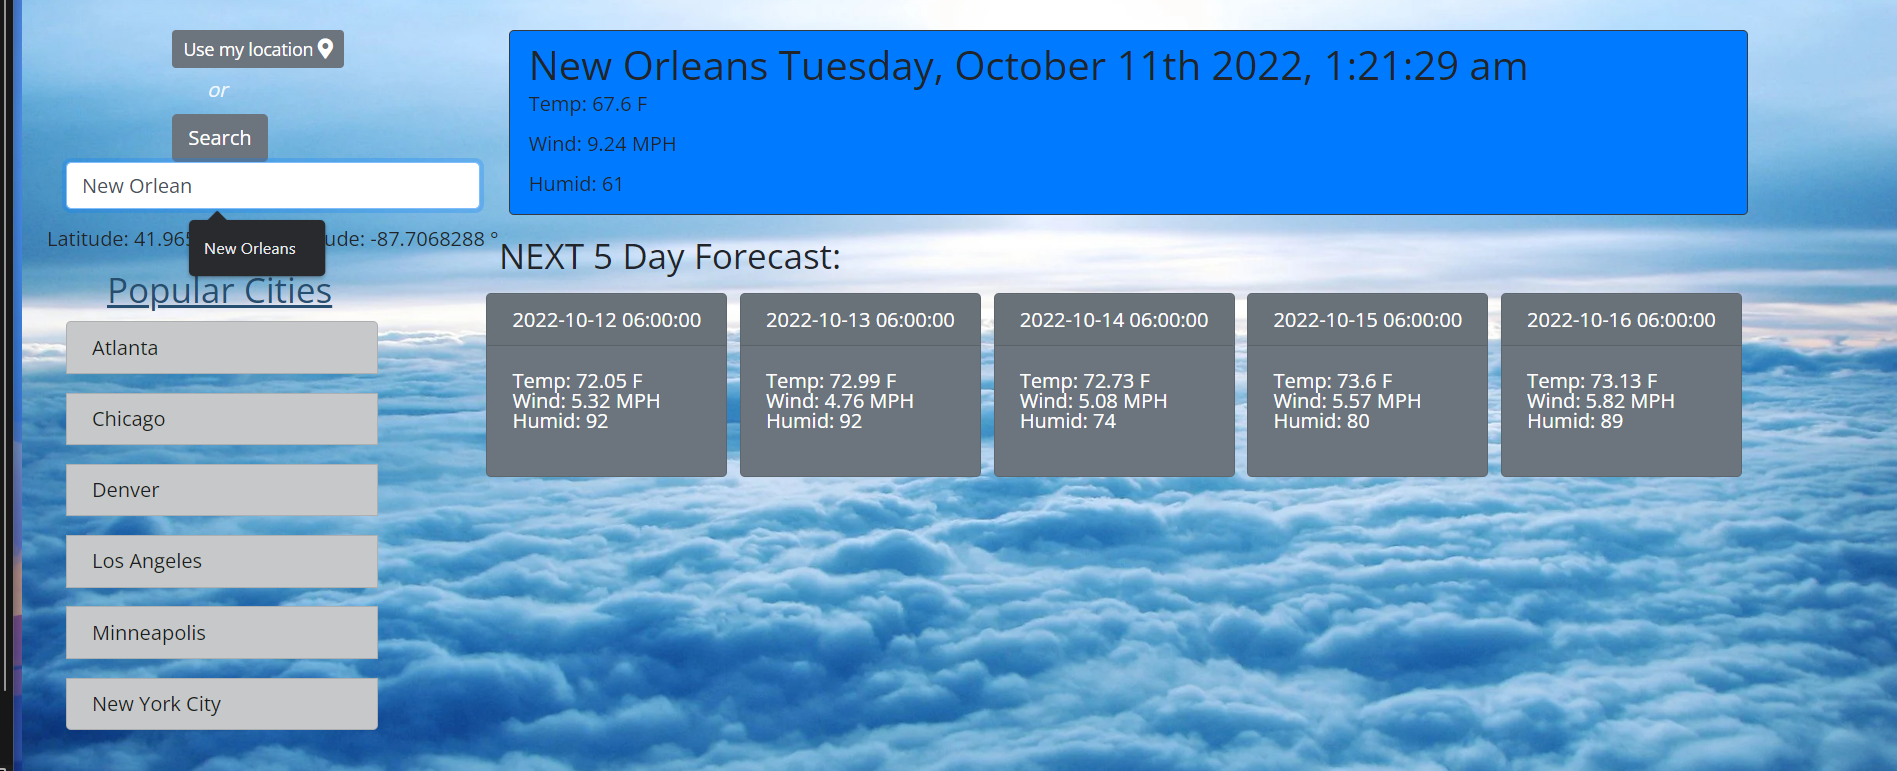 Use my location
or
Search
New Orlean
New Orleans
Latitude: 41.965 ude: -87.7068288 °
Popular Cities
Atlanta
Chicago
Denver
Los Angeles
Minneapolis
New York City
New Orleans Tuesday, October 11th 2022, 1:21:29 am
Temp: 67.6 F
Wind: 9.24 MPH
Humid: 61
NEXT 5 Day Forecast:
2022-10-12 06:00:00
Temp: 72.05 F
Wind: 5.32 MPH
Humid: 92
2022-10-13 06:00:00
Temp: 72.99 F
Wind: 4.76 MPH
Humid: 92
2022-10-14 06:00:00
Temp: 72.73 F
Wind: 5.08 MPH
Humid: 74
2022-10-15 06:00:00
Temp: 73.6 F
Wind: 5.57 MPH
Humid: 80
2022-10-16 06:00:00
Temp: 73.13 F
Wind: 5.82 MPH
Humid: 89